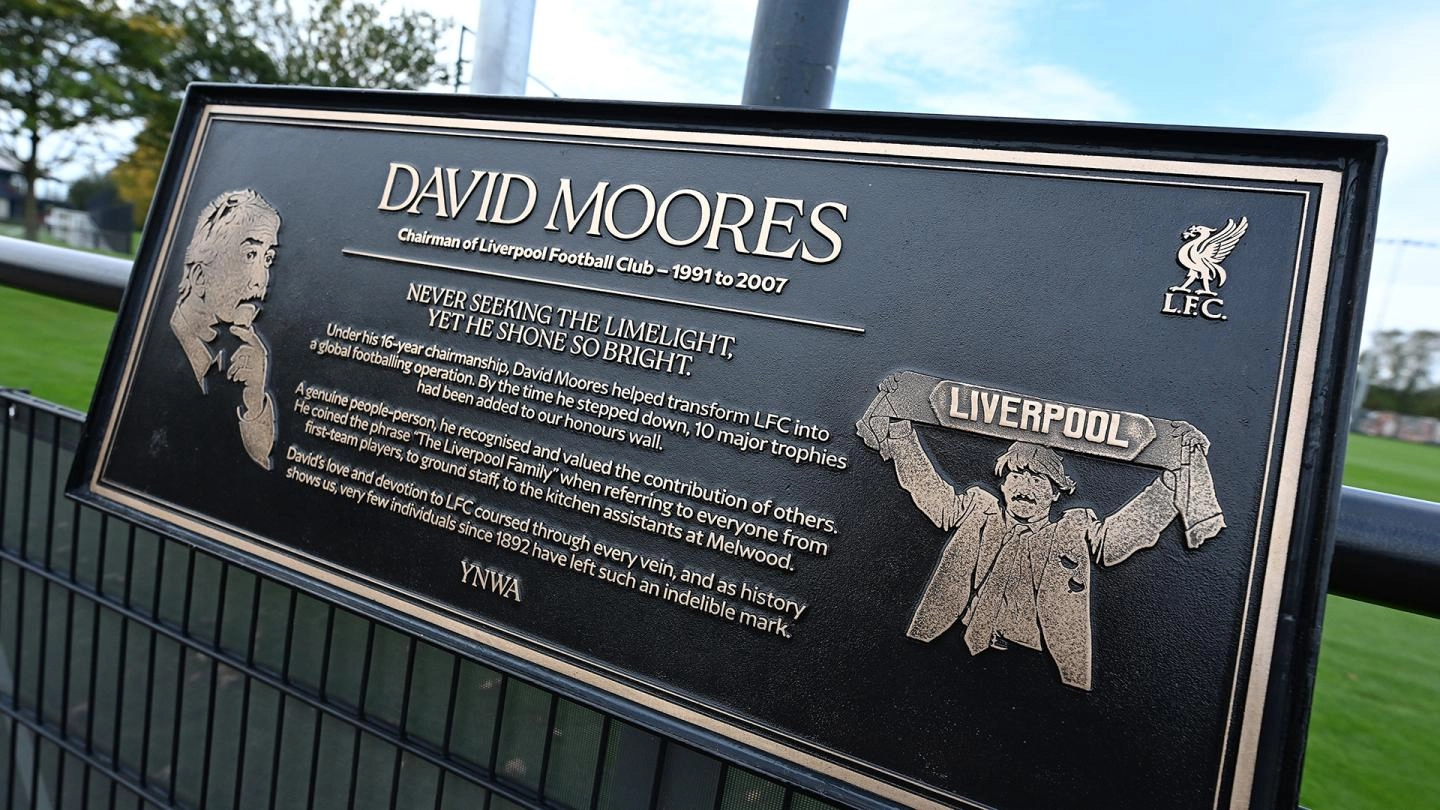 DAVID MOORES
Chairman of Liverpool Football Club – 1991 to 2007
NEVER SEEKING THE LIMELIGHT,
YET HE SHONE SO BRIGHT.
Under his 16-year chairmanship, David Moores helped transform LFC into
a global footballing operation. By the time he stepped down, 10 major trophies
had been added to our honours wall.
A genuine people-person, he recognised and valued the contribution of others.
He coined the phrase “The Liverpool Family” when referring to everyone from
first-team players, to ground staff, to the kitchen assistants at Melwood.
David's love and devotion to LFC coursed through every vein, and as history
shows us, very few individuals since 1892 have left such an indelible mark.
YNWA
L.F.C.
LIVERPOOL